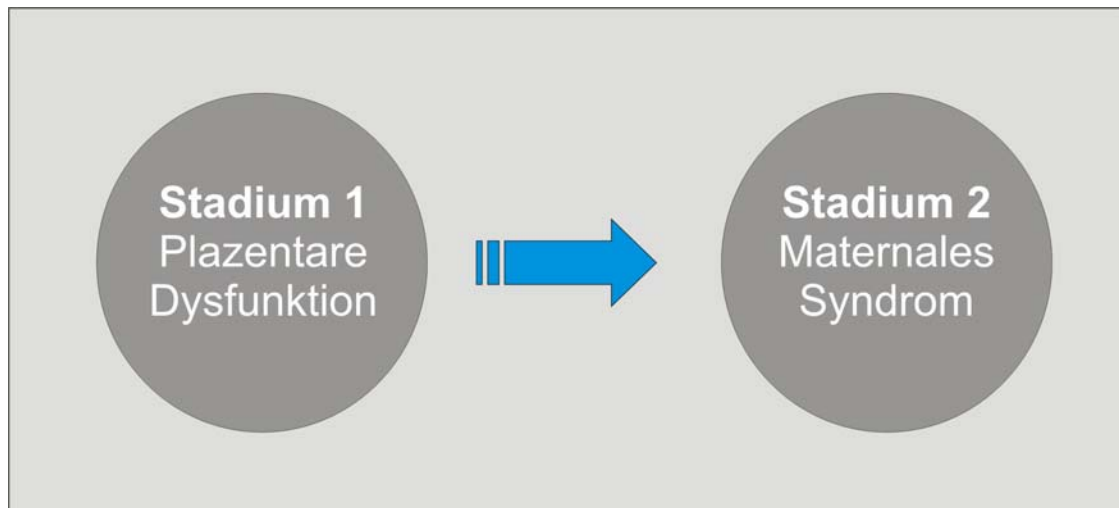 Stadium 1
Plazentare
Dysfunktion
Stadium 2
Maternales
Syndrom